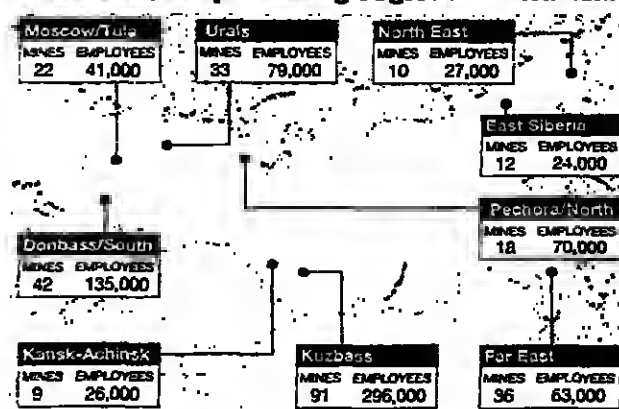 Moscow/Tula
MINES EMPLOYEES
22 41,000
Urals
MINES EMPLOYEES
33 79,000
North East
MINES EMPLOYEES
10 27,000
East Siberia
MINES EMPLOYEES
12 24,000
Pechora/North
MINES EMPLOYEES
18 70,000
Donbass/South
MINES EMPLOYEES
42 135,000
Kansk-Achinsk
MINES EMPLOYEES
9 26,000
Kuzbass
MINES EMPLOYEES
91 296,000
Far East
MINES EMPLOYEES
36 63,000